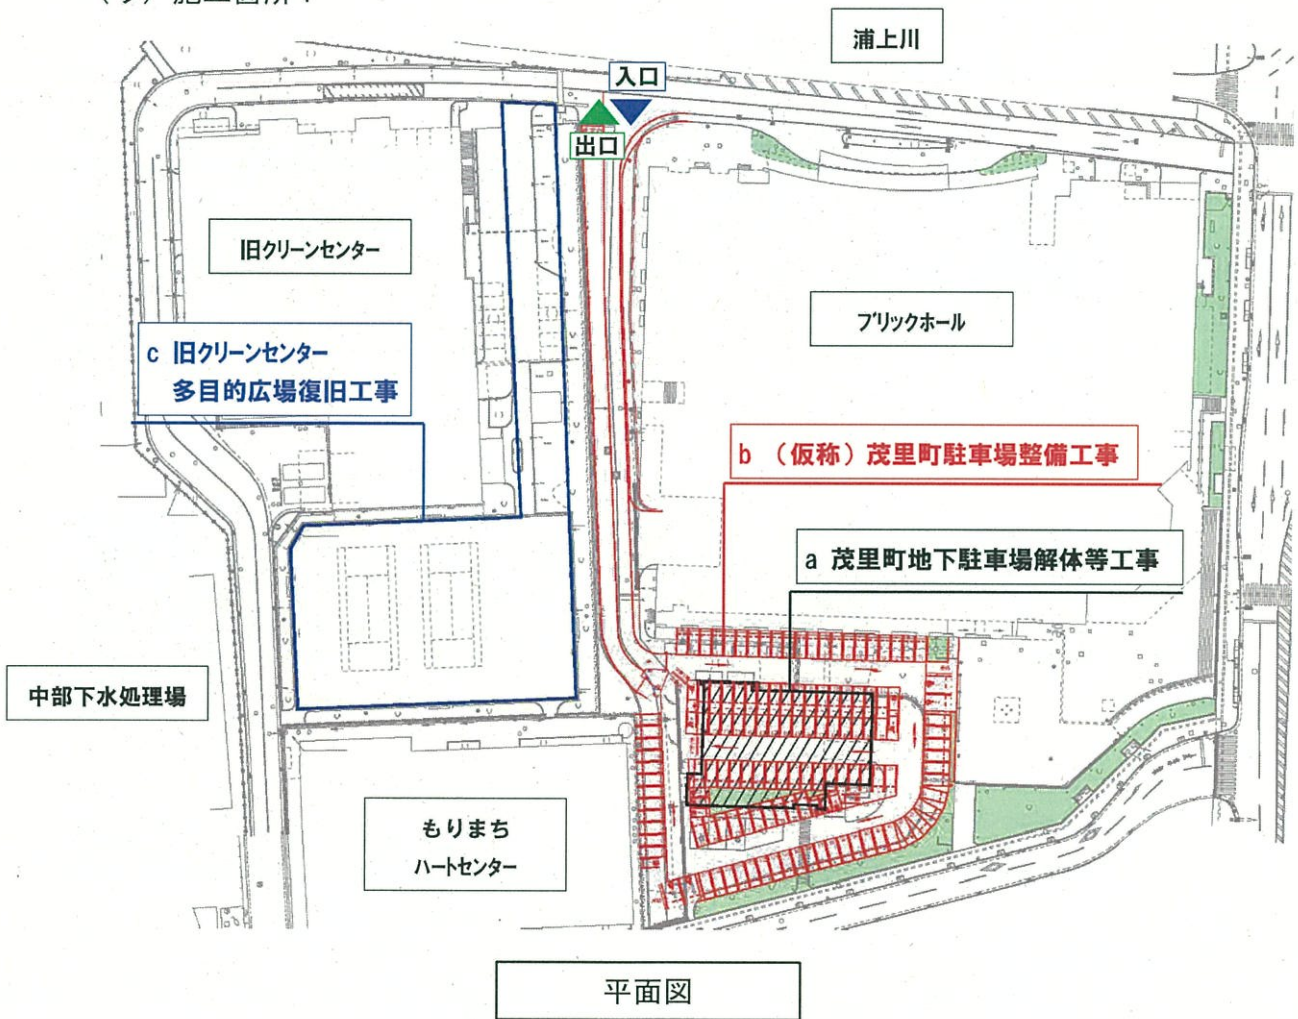 浦上川
入口
出口
旧クリーンセンター
ブリックホール
c 旧クリーンセンター
多目的広場復旧工事
b （仮称）茂里町駐車場整備工事
a 茂里町地下駐車場解体等工事
中部下水処理場
もりまち
ハートセンター
平面図